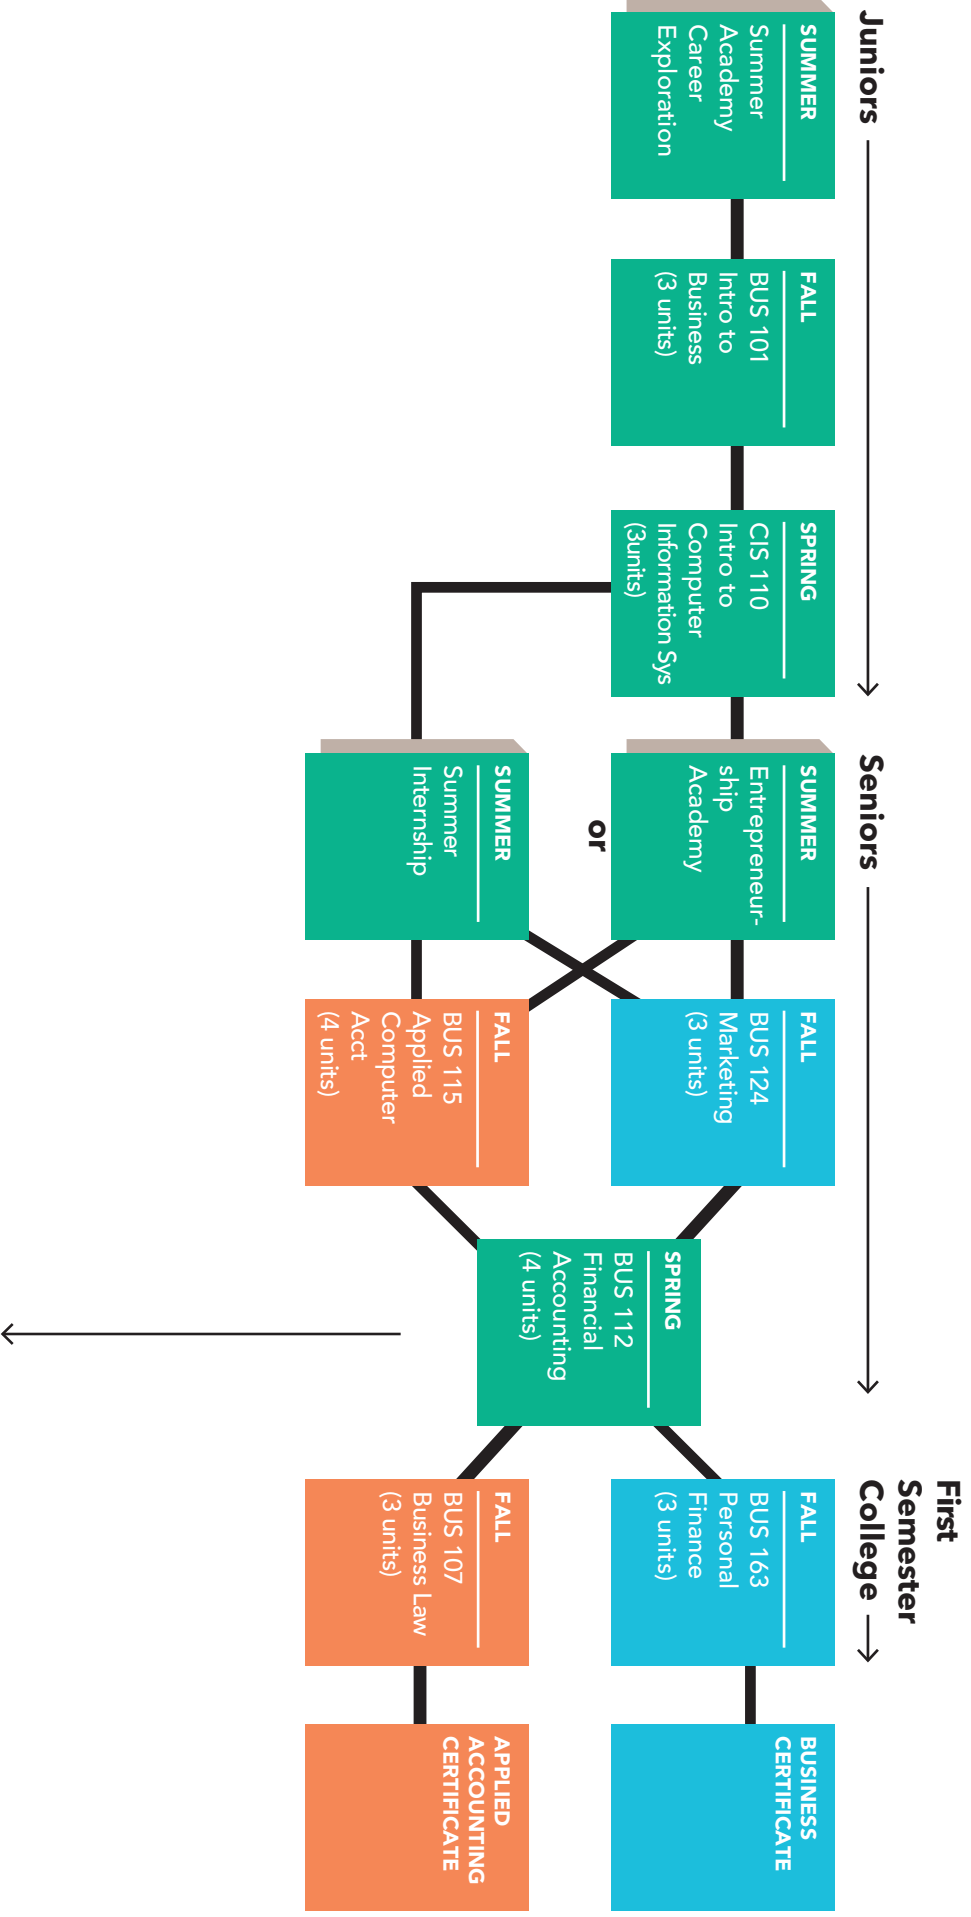 Juniors
SUMMER
Summer
Academy
Career
Exploration
FALL
BUS 101
Intro to
Business
(3 units)
SPRING
CIS 110
Intro to
Computer
Information Sys
(3units)
Seniors
SUMMER
Entrepreneur-
ship
Academy
or
SUMMER
Summer
Internship
FALL
BUS 124
Marketing
(3 units)
FALL
BUS 115
Applied
Computer
Acct
(4 units)
SPRING
BUS 112
Financial
Accounting
(4 units)
First
Semester
College
FALL
BUS 163
Personal
Finance
(3 units)
FALL
BUS 107
Business Law
(3 units)
BUSINESS
CERTIFICATE
APPLIED
ACCOUNTING
CERTIFICATE